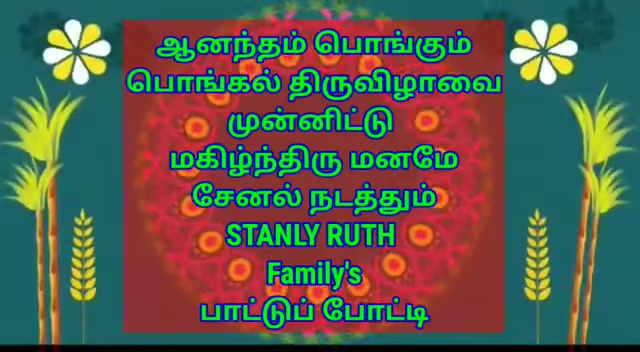 ஆனந்தம் பொங்கும்
பொங்கல் திருவிழாவை
முன்னிட்டு
மகிழ்ந்திரு மனமே
சேனல் நடத்தும்
STANLY RUTH
Family's
பாட்டுப் போட்டி